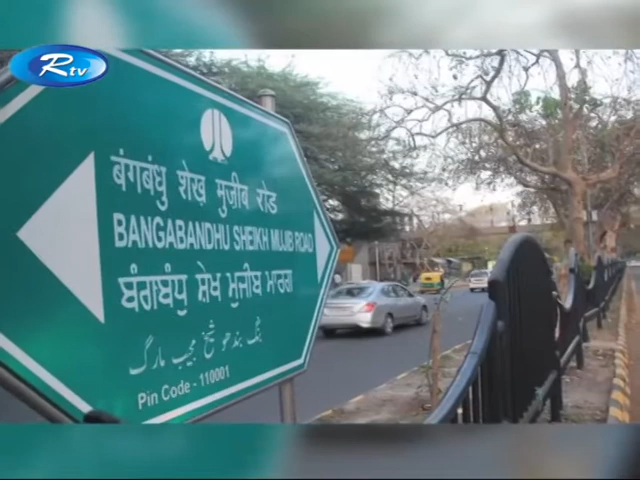 Rtv
बंगबंधु शेख़ मुजीब रोड
BANGABANDHU SHEIKH MUJIB ROAD
ਬੰਗਬੰਧੁ ਸ਼ੇਖ ਮੁਜੀਬ ਮਾਰਗ
بنگ بندھو شیخ مجیب مارگ
Pin Code - 110001